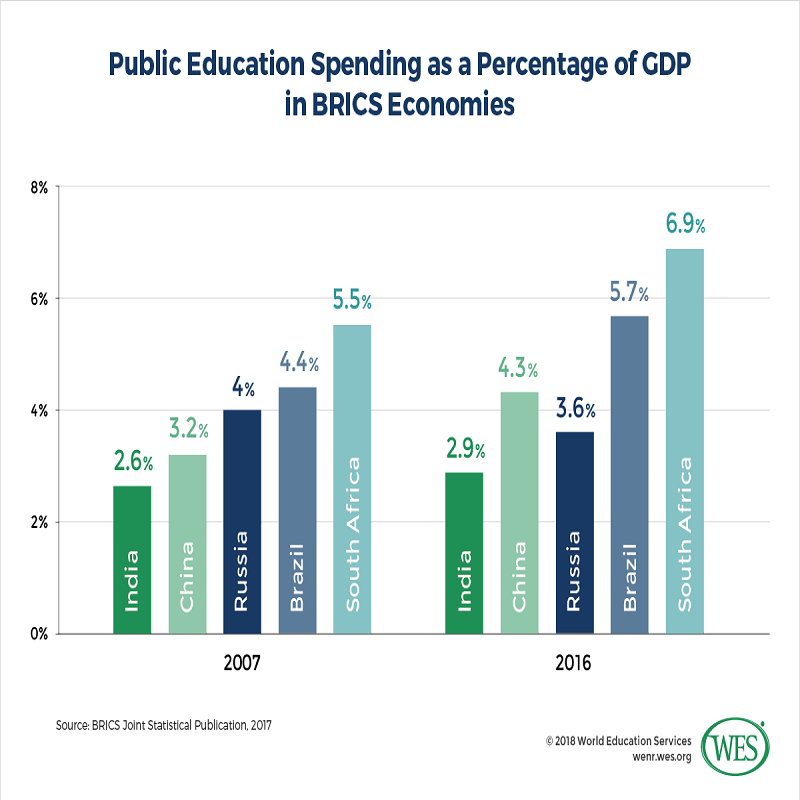 Public Education Spending as a Percentage of GDP
in BRICS Economies
8%
6%
4%
2%
0%
2.6%
3.2%
4%
4.4%
5.5%
India
China
Russia
Brazil
South Africa
2007
2.9%
4.3%
3.6%
5.7%
6.9%
India
China
Russia
Brazil
South Africa
2016
Source: BRICS Joint Statistical Publication, 2017
© 2018 World Education Services
wenr.wes.org
WES